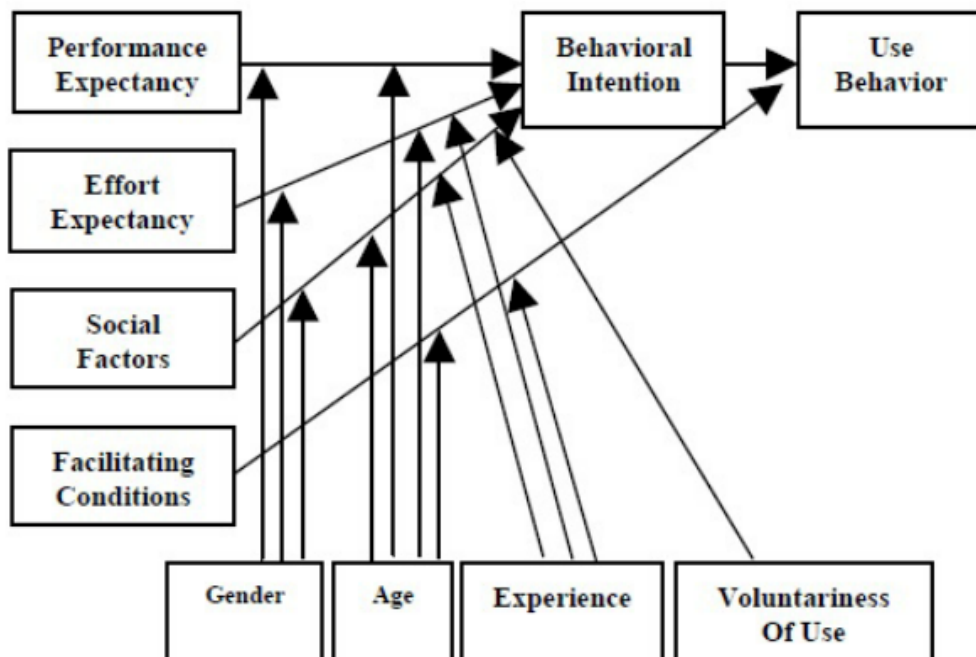 Performance
Expectancy
Behavioral
Intention
Use
Behavior
Effort
Expectancy
Social
Factors
Facilitating
Conditions
Gender
Age
Experience
Voluntariness
Of Use